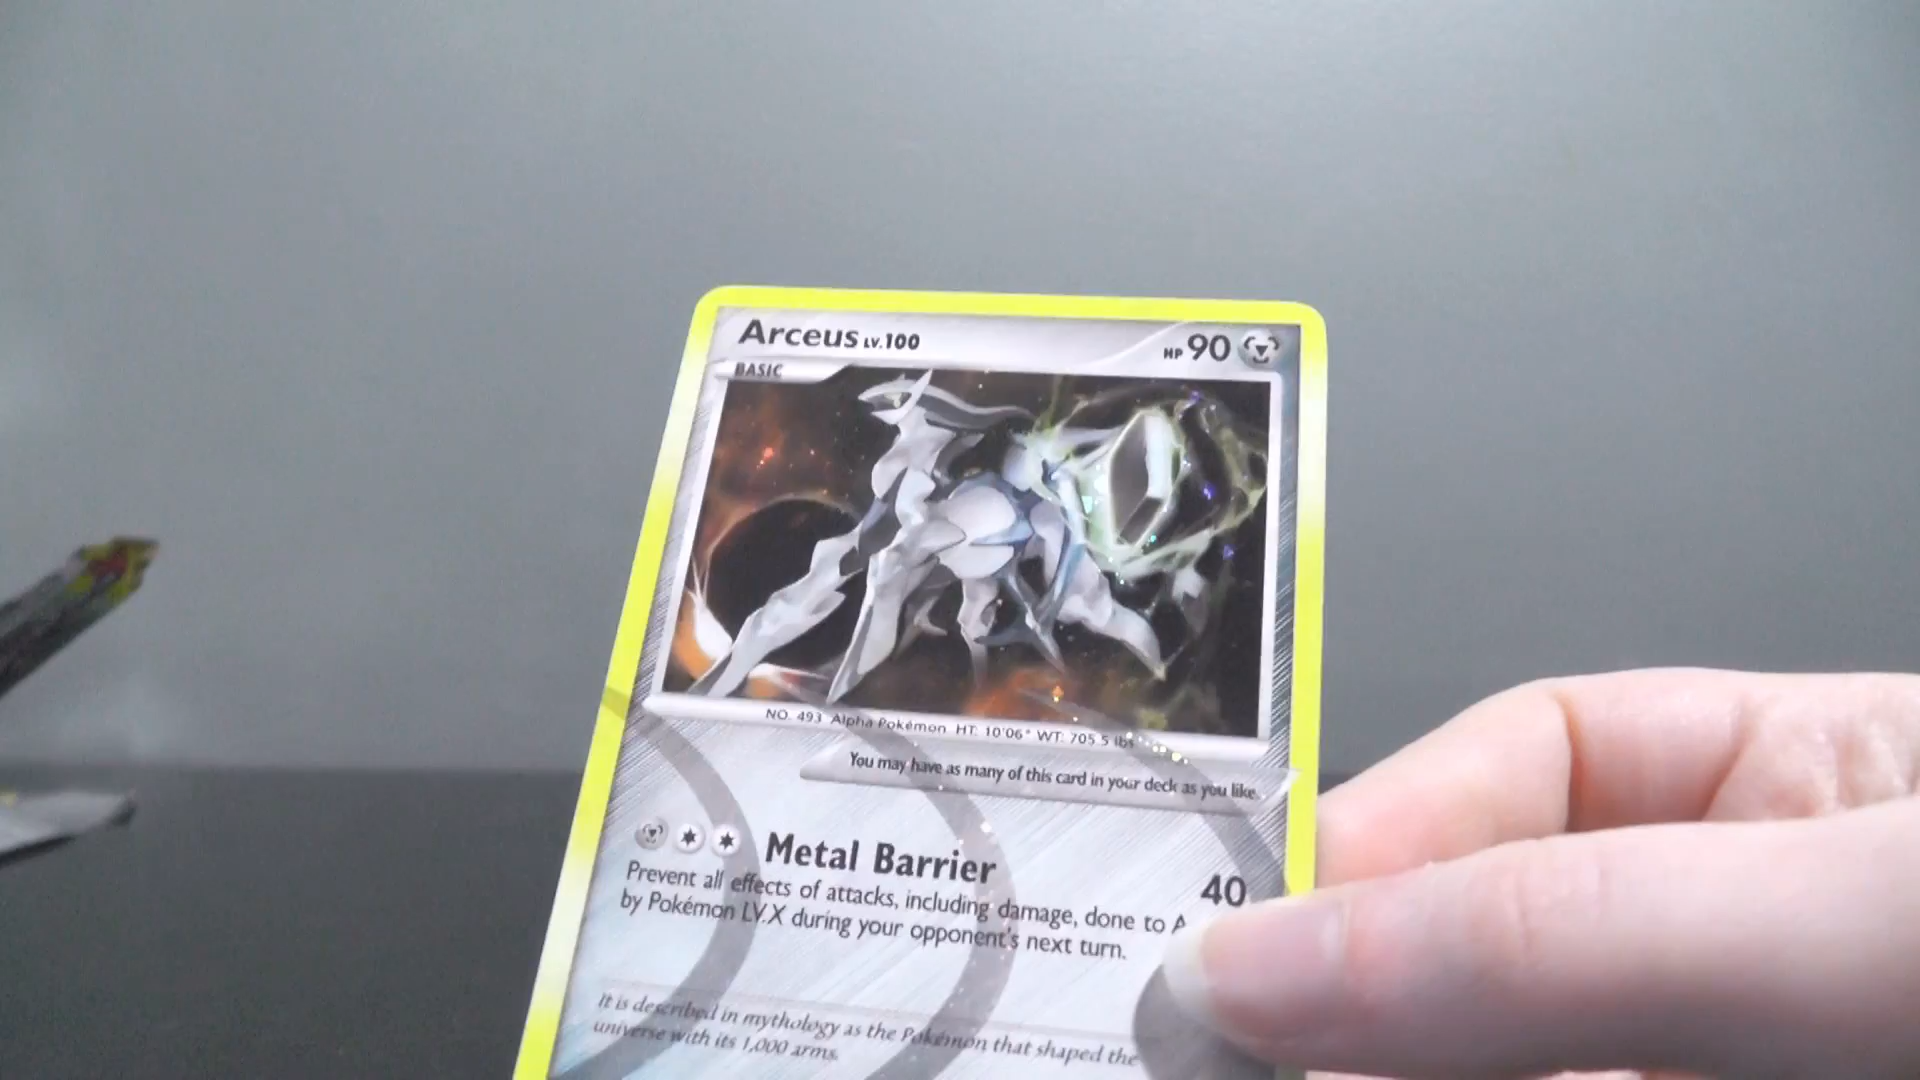 Arceus LV.100 HP 90
BASIC
NO. 493 Alpha Pokémon HT: 10'06" WT: 705.5 lbs
You may have as many of this card in your deck as you like.
Metal Barrier 40
Prevent all effects of attacks, including damage, done to A
by Pokémon LV.X during your opponent's next turn.
It is described in mythology as the Pokémon that shaped the
universe with its 1,000 arms.